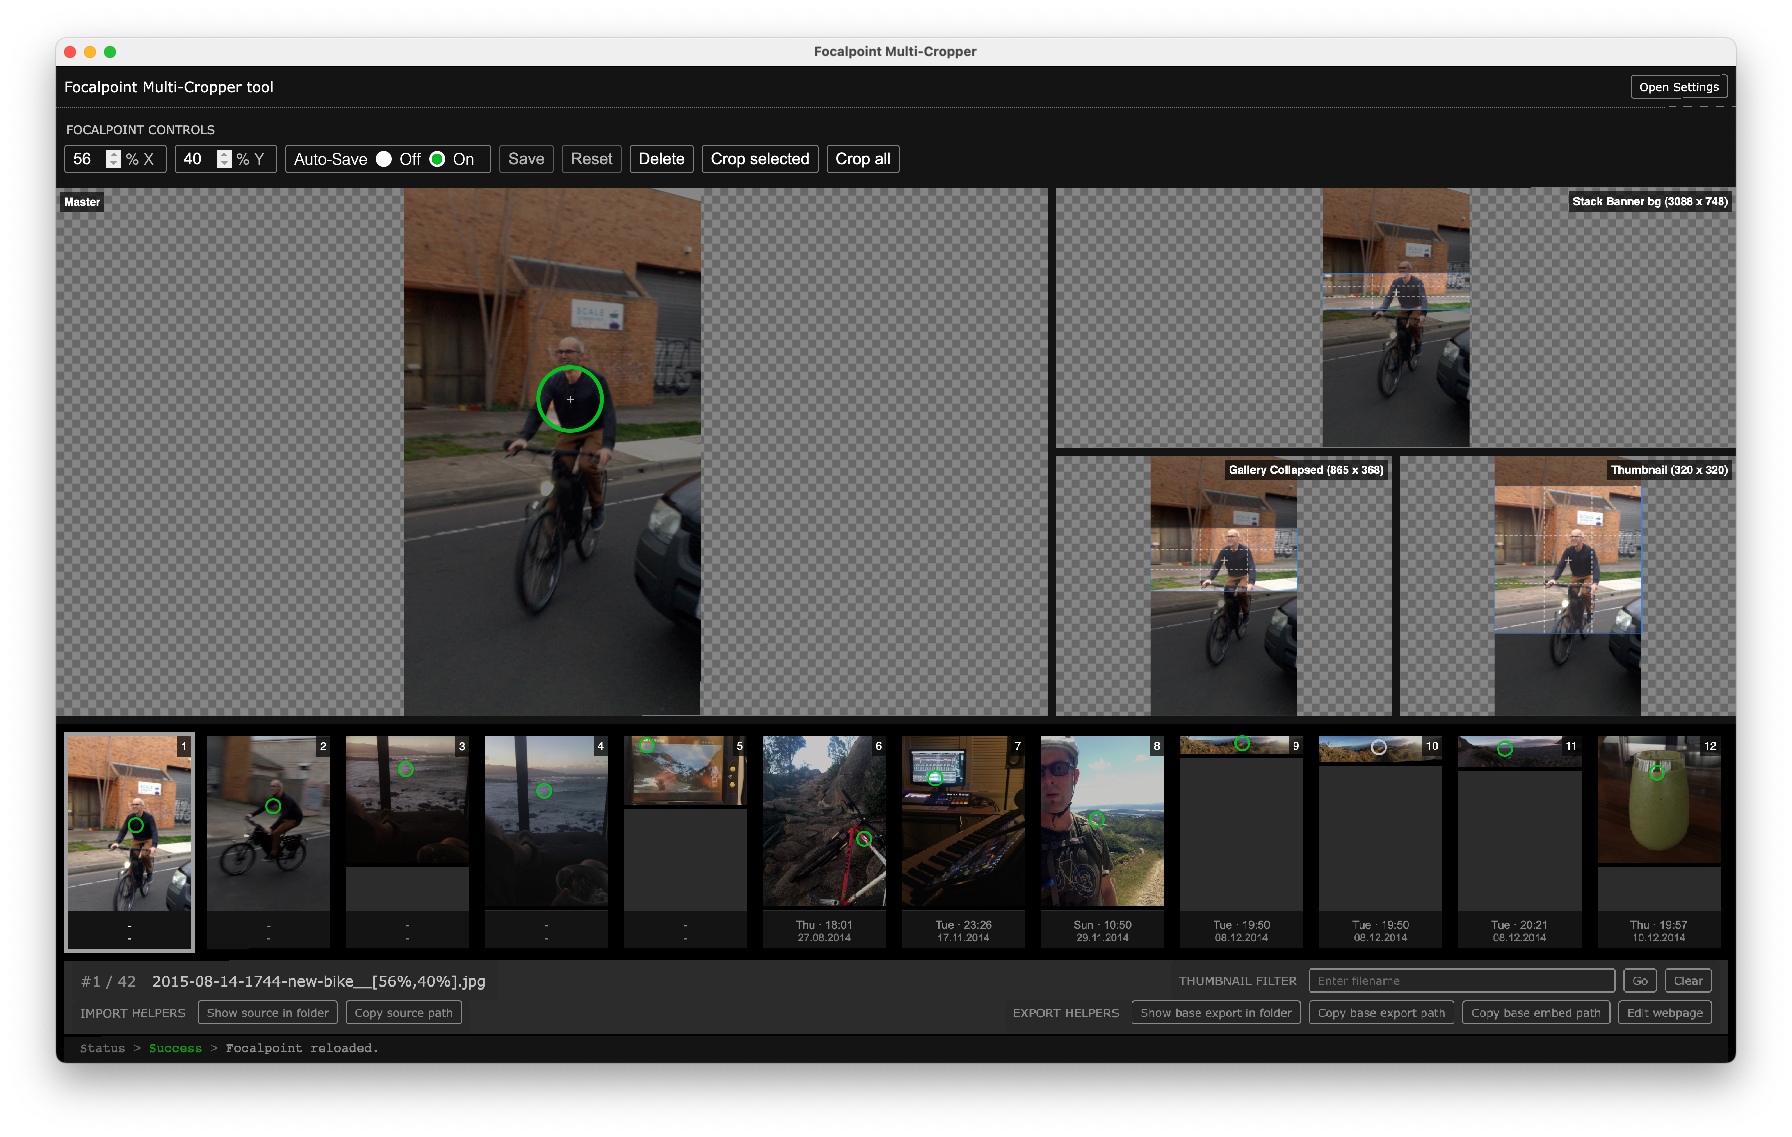 Focalpoint Multi-Cropper
Focalpoint Multi-Cropper tool
Open Settings
FOCALPOINT CONTROLS
56 % X 40 % Y Auto-Save Off On Save Reset Delete Crop selected Crop all
Master
SCALE
Stack Banner bg (3088 x 748)
Gallery Collapsed (865 x 368)
Thumbnail (320 x 320)
1 2 3 4 5 6 7 8 9 10 11 12
- - - - - Thu · 18:01 Tue · 23:26 Sun · 10:50 Tue · 19:50 Tue · 19:50 Tue · 20:21 Thu · 19:57
- - - - - 27.08.2014 17.11.2014 29.11.2014 08.12.2014 08.12.2014 08.12.2014 10.12.2014
#1 / 42 2015-08-14-1744-new-bike__[56%,40%].jpg THUMBNAIL FILTER Enter filename Go Clear
IMPORT HELPERS Show source in folder Copy source path EXPORT HELPERS Show base export in folder Copy base export path Copy base embed path Edit webpage
Status > Success > Focalpoint reloaded.